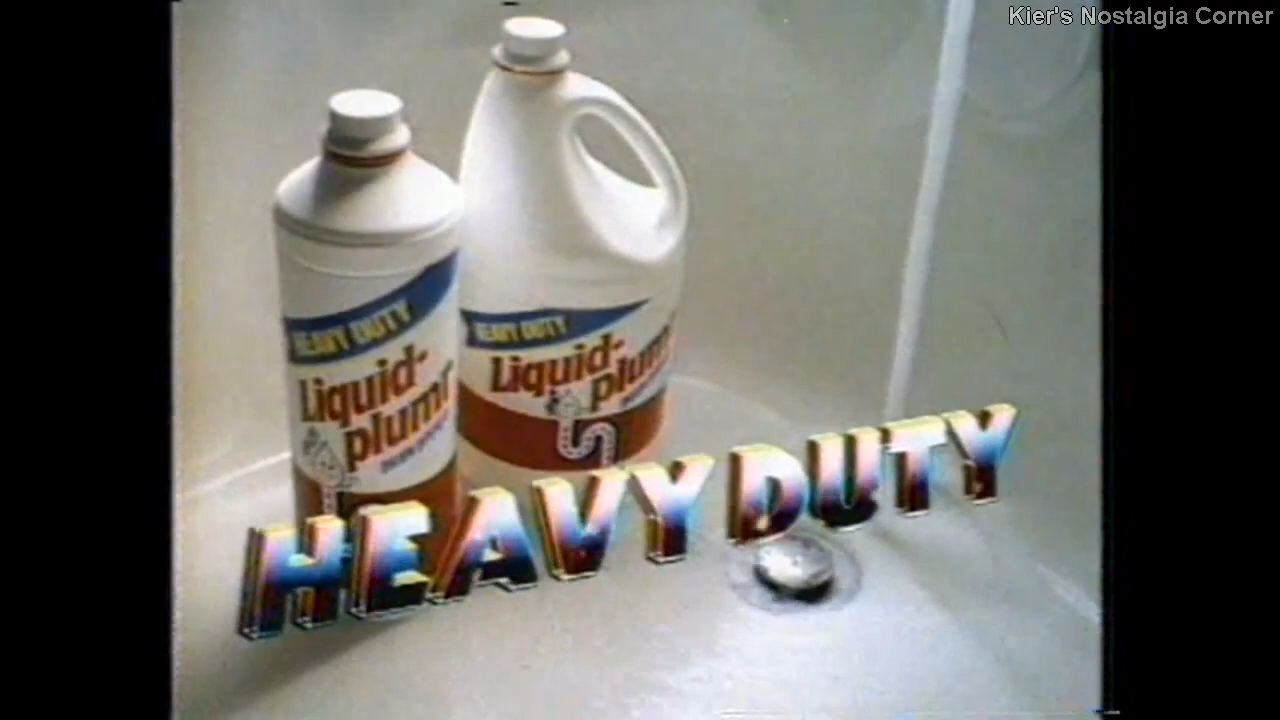 Kier's Nostalgia Corner
HEAVY DUTY
Liquid-
plumr
HEAVY DUTY
Liquid-
plumr
HEAVY DUTY